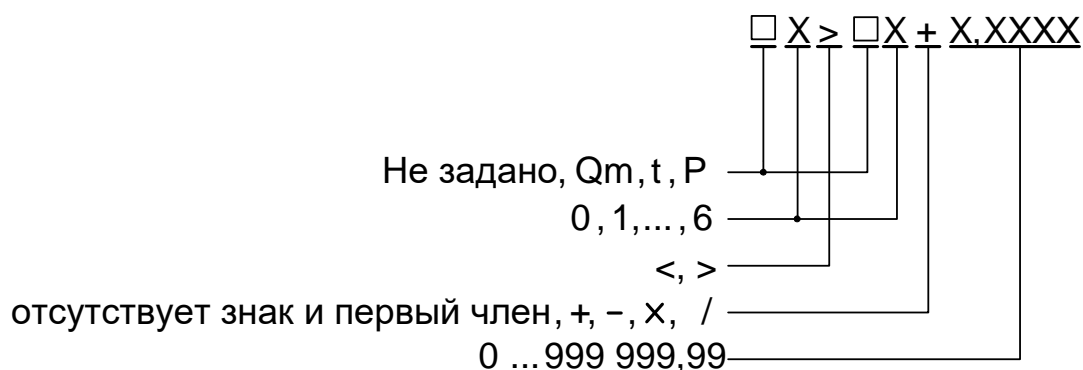 □ X > □ X + X,XXXX
Не задано, Qm, t, P
0, 1,..., 6
<, >
отсутствует знак и первый член, +, −, ×, /
0 ... 999 999,99